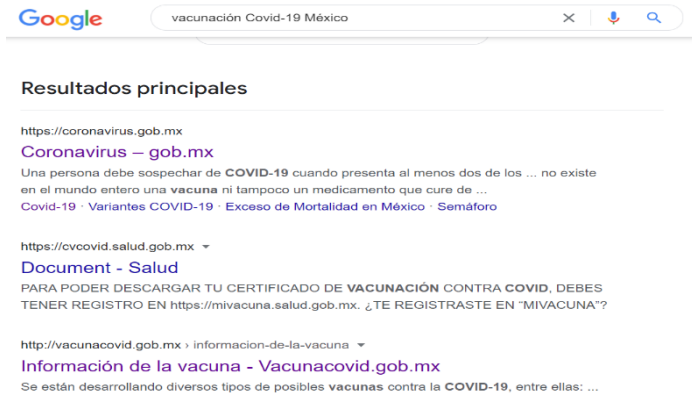 Google
vacunación Covid-19 México
Resultados principales
https://coronavirus.gob.mx
Coronavirus – gob.mx
Una persona debe sospechar de COVID-19 cuando presenta al menos dos de los ... no existe
en el mundo entero una vacuna ni tampoco un medicamento que cure de ...
Covid-19 · Variantes COVID-19 · Exceso de Mortalidad en México · Semáforo
https://cvcovid.salud.gob.mx
Document - Salud
PARA PODER DESCARGAR TU CERTIFICADO DE VACUNACIÓN CONTRA COVID, DEBES
TENER REGISTRO EN https://mivacuna.salud.gob.mx. ¿TE REGISTRASTE EN “MIVACUNA”?
http://vacunacovid.gob.mx › informacion-de-la-vacuna
Información de la vacuna - Vacunacovid.gob.mx
Se están desarrollando diversos tipos de posibles vacunas contra la COVID-19, entre ellas: ...